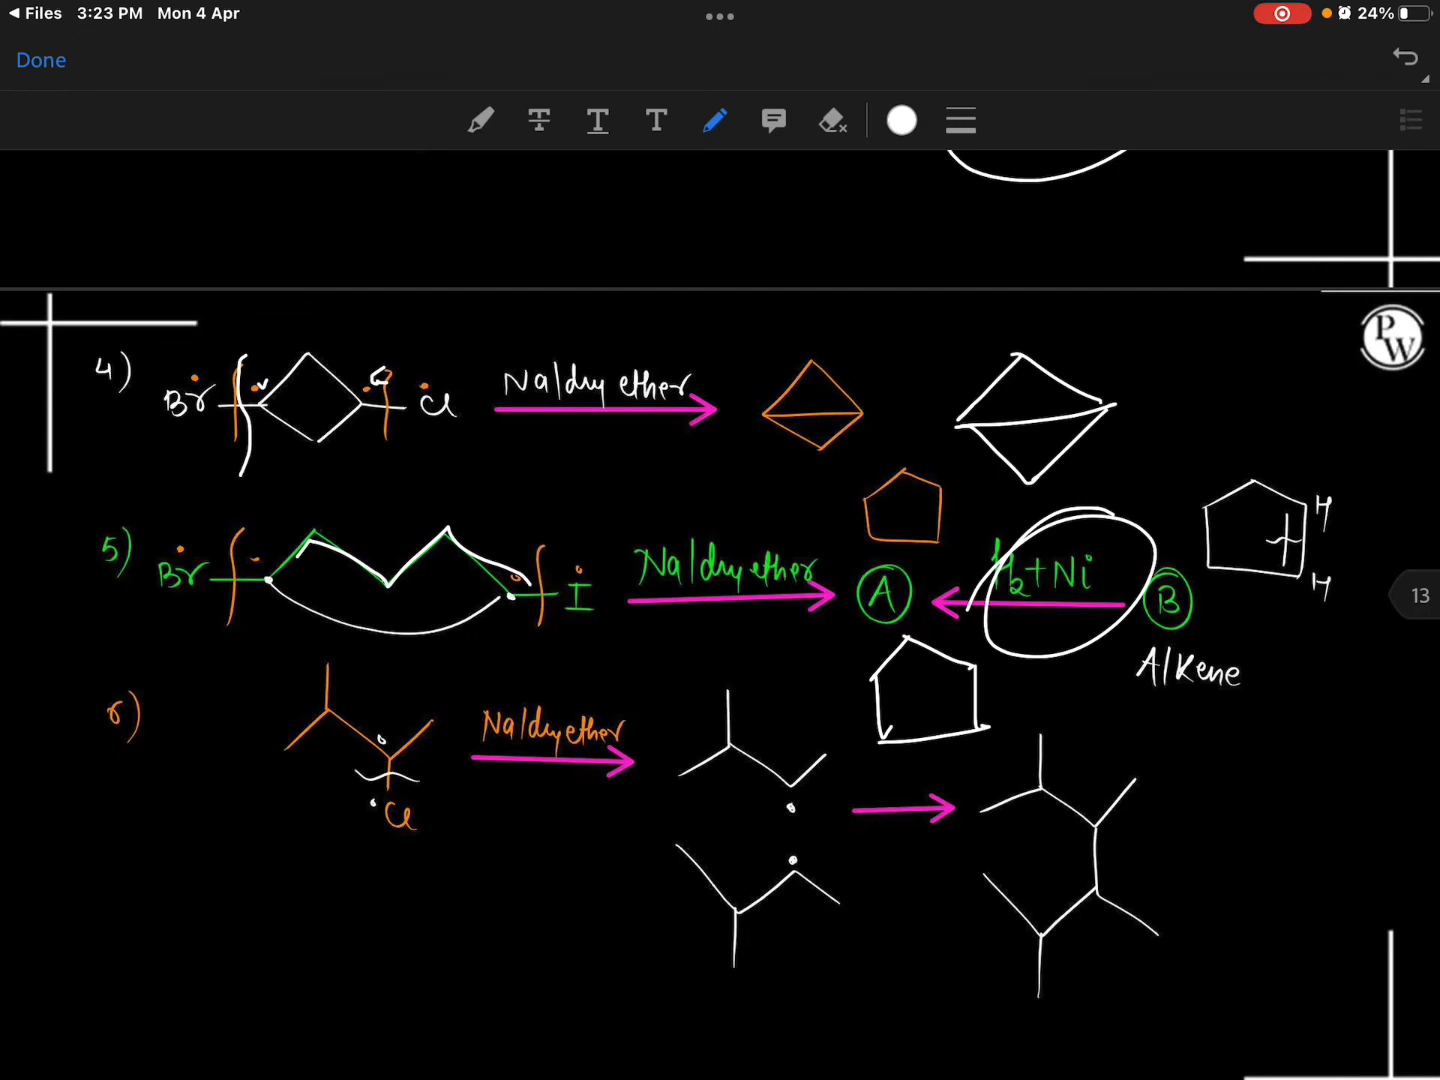 Files 3:23 PM Mon 4 Apr 24%
Done
T T T
PW
4) Br Cl Na/dry ether
5) Br I Na/dry ether A H2+Ni B H H
13
Alkene
6) Cl Na/dry ether